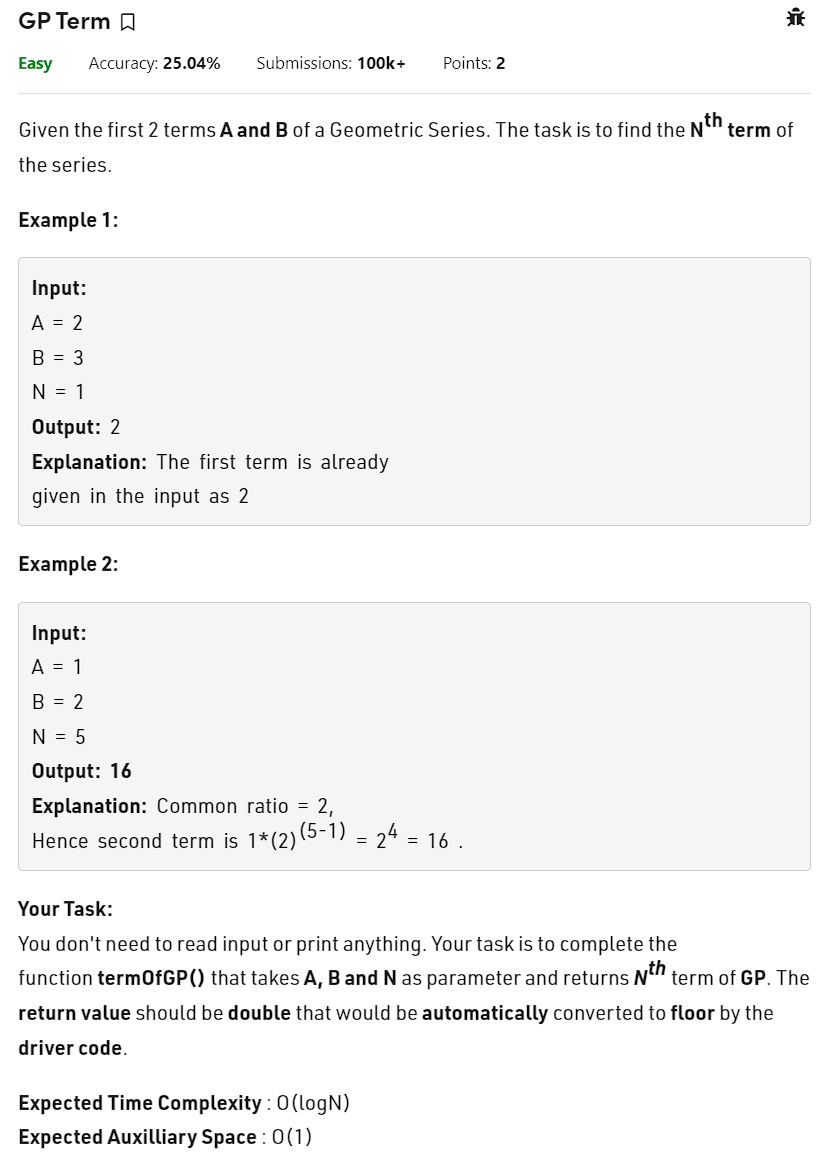 GP Term
Easy Accuracy: 25.04% Submissions: 100k+ Points: 2
Given the first 2 terms A and B of a Geometric Series. The task is to find the Nth term of
the series.
Example 1:
Input:
A = 2
B = 3
N = 1
Output: 2
Explanation: The first term is already
given in the input as 2
Example 2:
Input:
A = 1
B = 2
N = 5
Output: 16
Explanation: Common ratio = 2,
Hence second term is 1*(2)(5-1) = 24 = 16 .
Your Task:
You don't need to read input or print anything. Your task is to complete the
function termOfGP() that takes A, B and N as parameter and returns Nth term of GP. The
return value should be double that would be automatically converted to floor by the
driver code.
Expected Time Complexity : O(logN)
Expected Auxilliary Space : O(1)